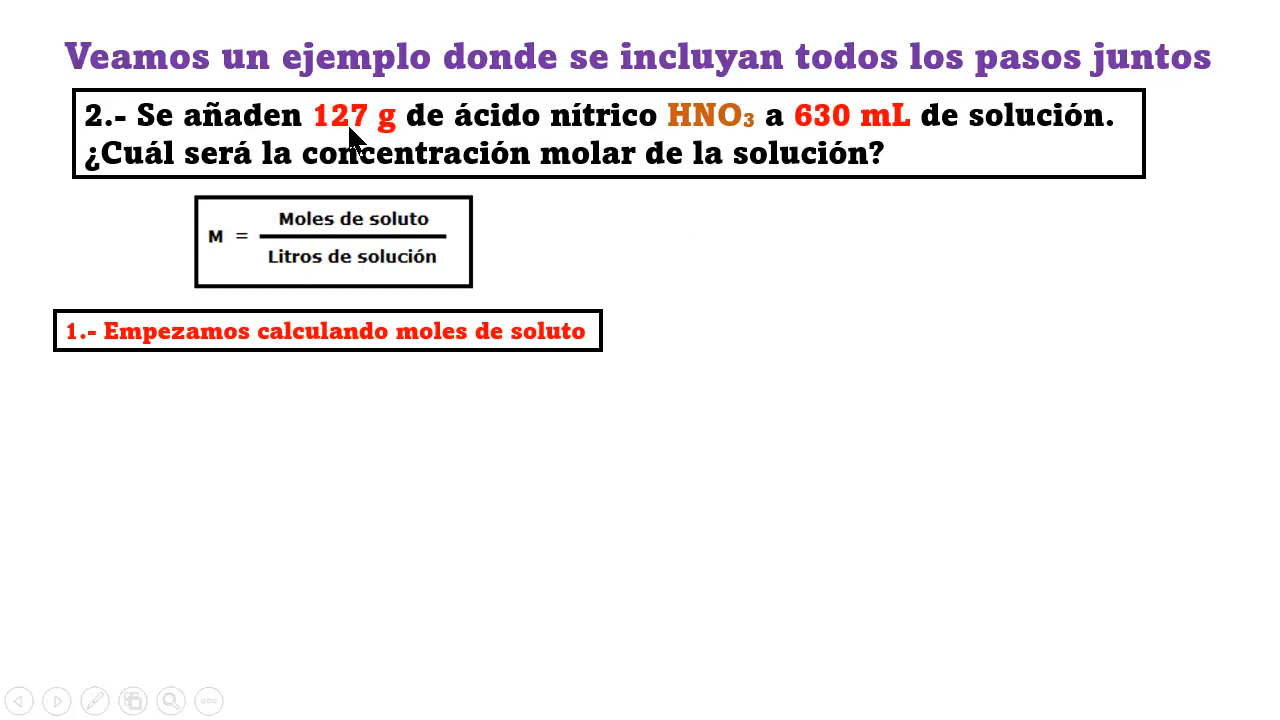 Veamos un ejemplo donde se incluyan todos los pasos juntos
2.- Se añaden 127 g de ácido nítrico HNO₃ a 630 mL de solución.
¿Cuál será la concentración molar de la solución?
Moles de soluto
M =
Litros de solución
1.- Empezamos calculando moles de soluto